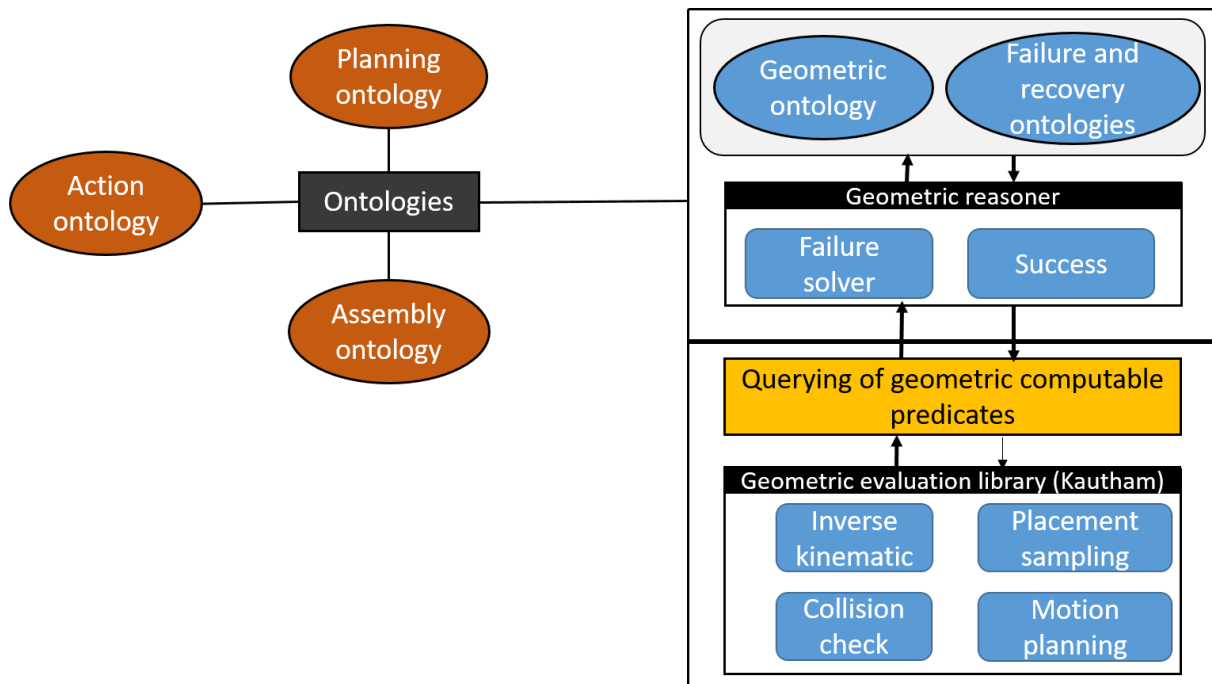 Planning
ontology
Action
ontology
Ontologies
Assembly
ontology
Geometric
ontology
Failure and
recovery
ontologies
Geometric reasoner
Failure
solver
Success
Querying of geometric computable
predicates
Geometric evaluation library (Kautham)
Inverse
kinematic
Placement
sampling
Collision
check
Motion
planning